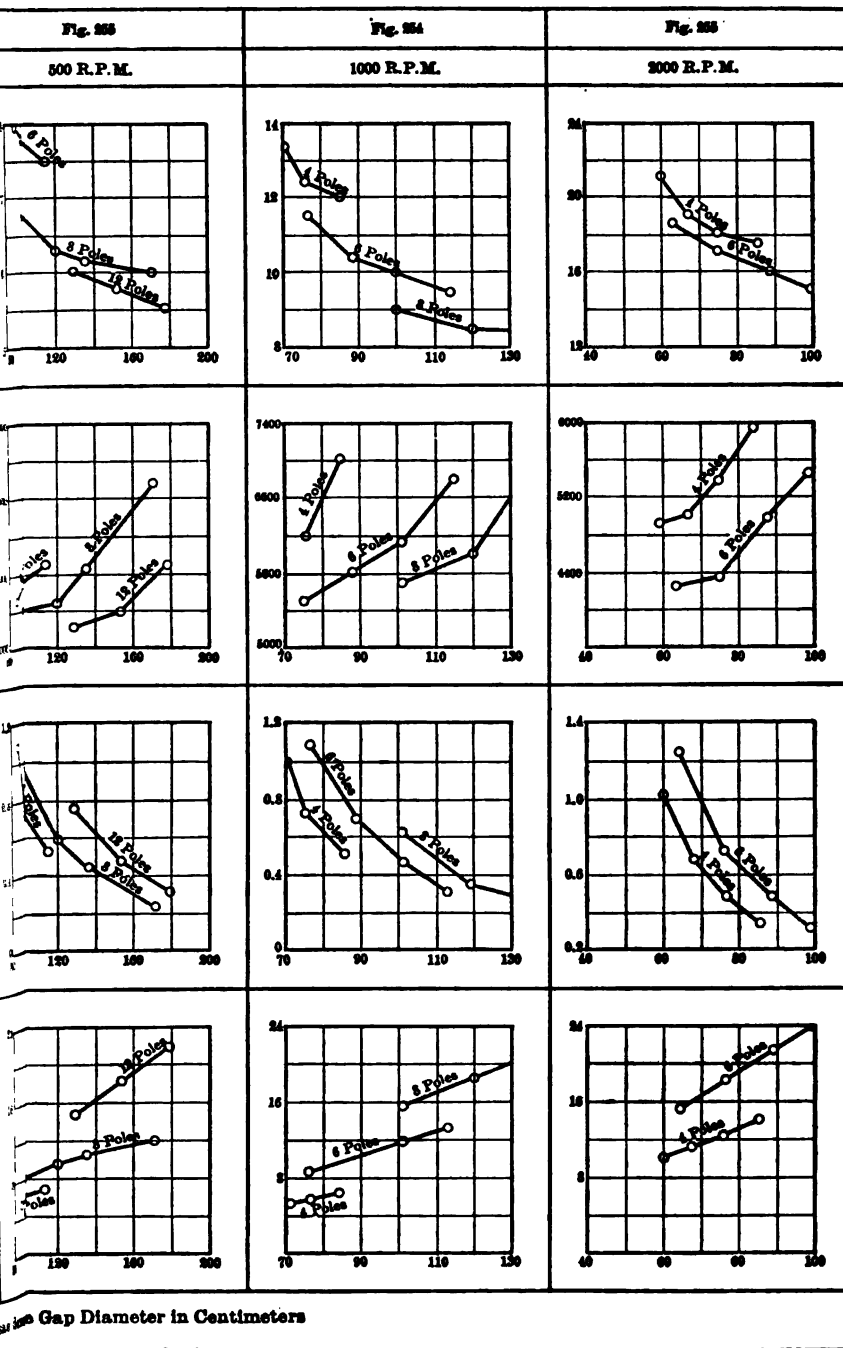 Fig. 255 Fig. 254 Fig. 255
500 R.P.M. 1000 R.P.M. 2000 R.P.M.
6 Poles
8 Poles
12 Poles
120 160 200
14
12
10
8
4 Poles
6 Poles
8 Poles
70 90 110 130
24
20
16
12
4 Poles
6 Poles
40 60 80 100
Poles
8 Poles
12 Poles
120 160 200
7400
6600
5800
5000
4 Poles
6 Poles
8 Poles
70 90 110 130
6000
5200
4400
4 Poles
6 Poles
40 60 80 100
Poles
12 Poles
8 Poles
120 160 200
1.2
0.8
0.4
0
6 Poles
4 Poles
8 Poles
70 90 110 130
1.4
1.0
0.6
0.2
6 Poles
4 Poles
40 60 80 100
12 Poles
8 Poles
Poles
120 160 200
24
16
8
8 Poles
6 Poles
4 Poles
70 90 110 130
24
16
8
6 Poles
4 Poles
40 60 80 100
Gap Diameter in Centimeters